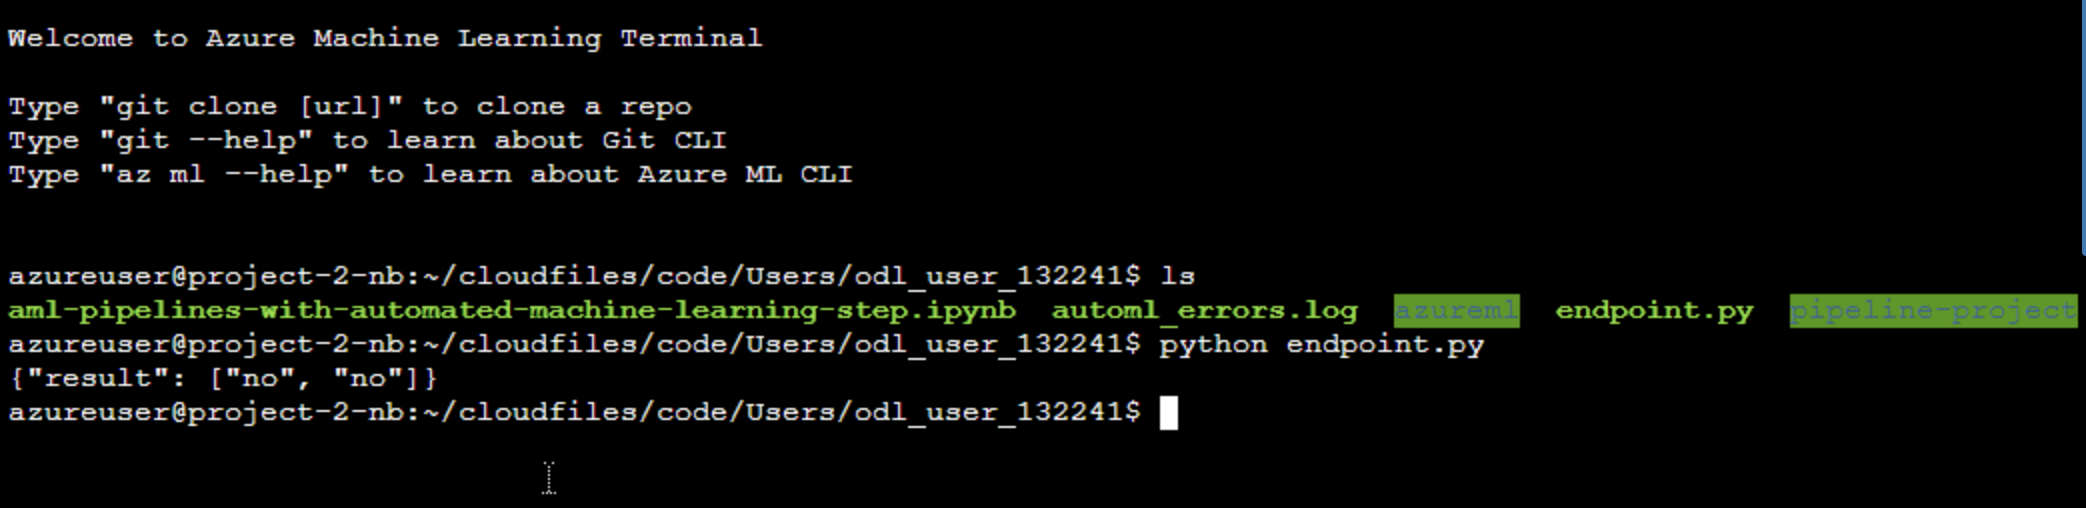 Welcome to Azure Machine Learning Terminal
Type "git clone [url]" to clone a repo
Type "git --help" to learn about Git CLI
Type "az ml --help" to learn about Azure ML CLI
azureuser@project-2-nb:~/cloudfiles/code/Users/odl_user_132241$ ls
aml-pipelines-with-automated-machine-learning-step.ipynb  automl_errors.log  azureml  endpoint.py  pipeline-project
azureuser@project-2-nb:~/cloudfiles/code/Users/odl_user_132241$ python endpoint.py
{"result": ["no", "no"]}
azureuser@project-2-nb:~/cloudfiles/code/Users/odl_user_132241$